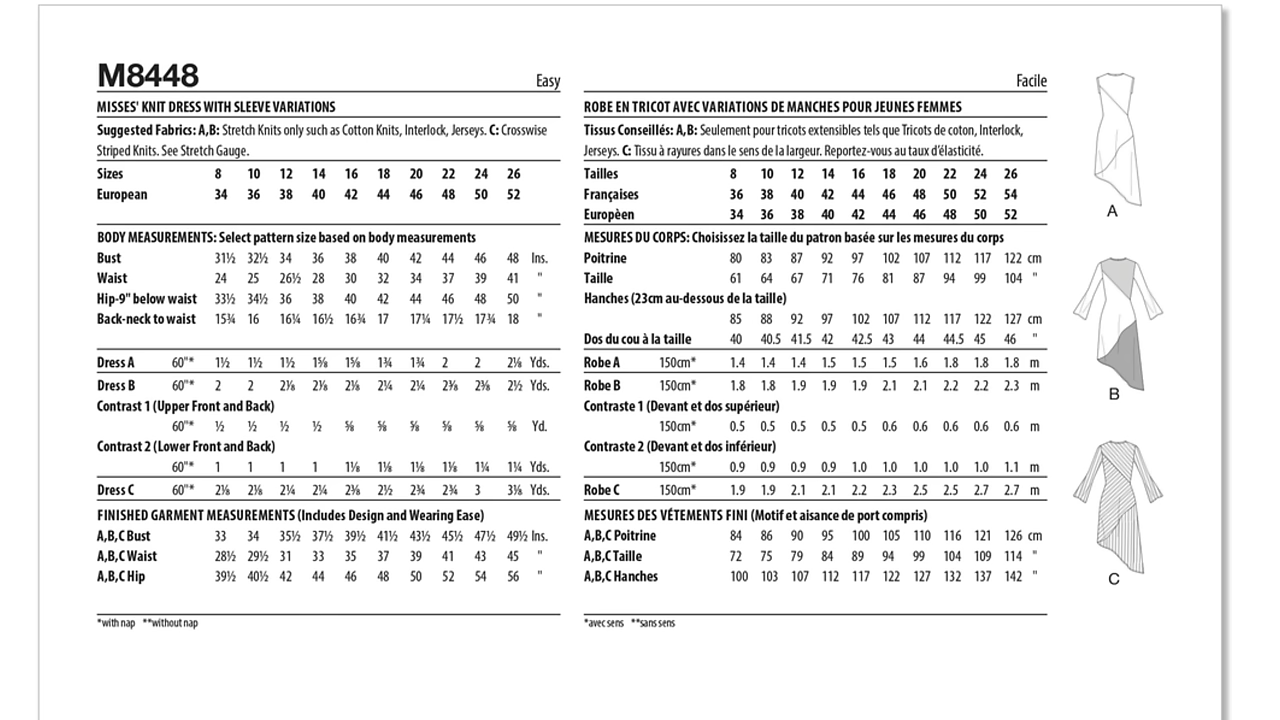 M8448 Easy
MISSES' KNIT DRESS WITH SLEEVE VARIATIONS
Suggested Fabrics: A,B: Stretch Knits only such as Cotton Knits, Interlock, Jerseys. C: Crosswise
Striped Knits. See Stretch Gauge.
Sizes 8 10 12 14 16 18 20 22 24 26
European 34 36 38 40 42 44 46 48 50 52
BODY MEASUREMENTS: Select pattern size based on body measurements
Bust 31½ 32½ 34 36 38 40 42 44 46 48 Ins.
Waist 24 25 26½ 28 30 32 34 37 39 41 "
Hip-9" below waist 33½ 34½ 36 38 40 42 44 46 48 50 "
Back-neck to waist 15¾ 16 16¼ 16½ 16¾ 17 17¼ 17½ 17¾ 18 "
Dress A 60"* 1½ 1½ 1½ 1⅝ 1⅝ 1¾ 1¾ 2 2 2⅛ Yds.
Dress B 60"* 2 2 2⅛ 2⅛ 2⅛ 2¼ 2¼ 2⅜ 2⅜ 2½ Yds.
Contrast 1 (Upper Front and Back)
60"* ½ ½ ½ ½ ⅝ ⅝ ⅝ ⅝ ⅝ ⅝ Yd.
Contrast 2 (Lower Front and Back)
60"* 1 1 1 1 1⅛ 1⅛ 1⅛ 1⅛ 1¼ 1¼ Yds.
Dress C 60"* 2⅛ 2⅛ 2¼ 2¼ 2⅜ 2½ 2¾ 2¾ 3 3⅛ Yds.
FINISHED GARMENT MEASUREMENTS (Includes Design and Wearing Ease)
A,B,C Bust 33 34 35½ 37½ 39½ 41½ 43½ 45½ 47½ 49½ Ins.
A,B,C Waist 28½ 29½ 31 33 35 37 39 41 43 45 "
A,B,C Hip 39½ 40½ 42 44 46 48 50 52 54 56 "
*with nap **without nap
Facile
ROBE EN TRICOT AVEC VARIATIONS DE MANCHES POUR JEUNES FEMMES
Tissus Conseillés: A,B: Seulement pour tricots extensibles tels que Tricots de coton, Interlock,
Jerseys. C: Tissu à rayures dans le sens de la largeur. Reportez-vous au taux d'élasticité.
Tailles 8 10 12 14 16 18 20 22 24 26
Françaises 36 38 40 42 44 46 48 50 52 54
Europèen 34 36 38 40 42 44 46 48 50 52
MESURES DU CORPS: Choisissez la taille du patron basée sur les mesures du corps
Poitrine 80 83 87 92 97 102 107 112 117 122 cm
Taille 61 64 67 71 76 81 87 94 99 104 "
Hanches (23cm au-dessous de la taille)
85 88 92 97 102 107 112 117 122 127 cm
Dos du cou à la taille 40 40.5 41.5 42 42.5 43 44 44.5 45 46 "
Robe A 150cm* 1.4 1.4 1.4 1.5 1.5 1.5 1.6 1.8 1.8 1.8 m
Robe B 150cm* 1.8 1.8 1.9 1.9 1.9 2.1 2.1 2.2 2.2 2.3 m
Contraste 1 (Devant et dos supérieur)
150cm* 0.5 0.5 0.5 0.5 0.5 0.6 0.6 0.6 0.6 0.6 m
Contraste 2 (Devant et dos inférieur)
150cm* 0.9 0.9 0.9 0.9 1.0 1.0 1.0 1.0 1.0 1.1 m
Robe C 150cm* 1.9 1.9 2.1 2.1 2.2 2.3 2.5 2.5 2.7 2.7 m
MESURES DES VÉTEMENTS FINI (Motif et aisance de port compris)
A,B,C Poitrine 84 86 90 95 100 105 110 116 121 126 cm
A,B,C Taille 72 75 79 84 89 94 99 104 109 114 "
A,B,C Hanches 100 103 107 112 117 122 127 132 137 142 "
*avec sens **sans sens
A
B
C